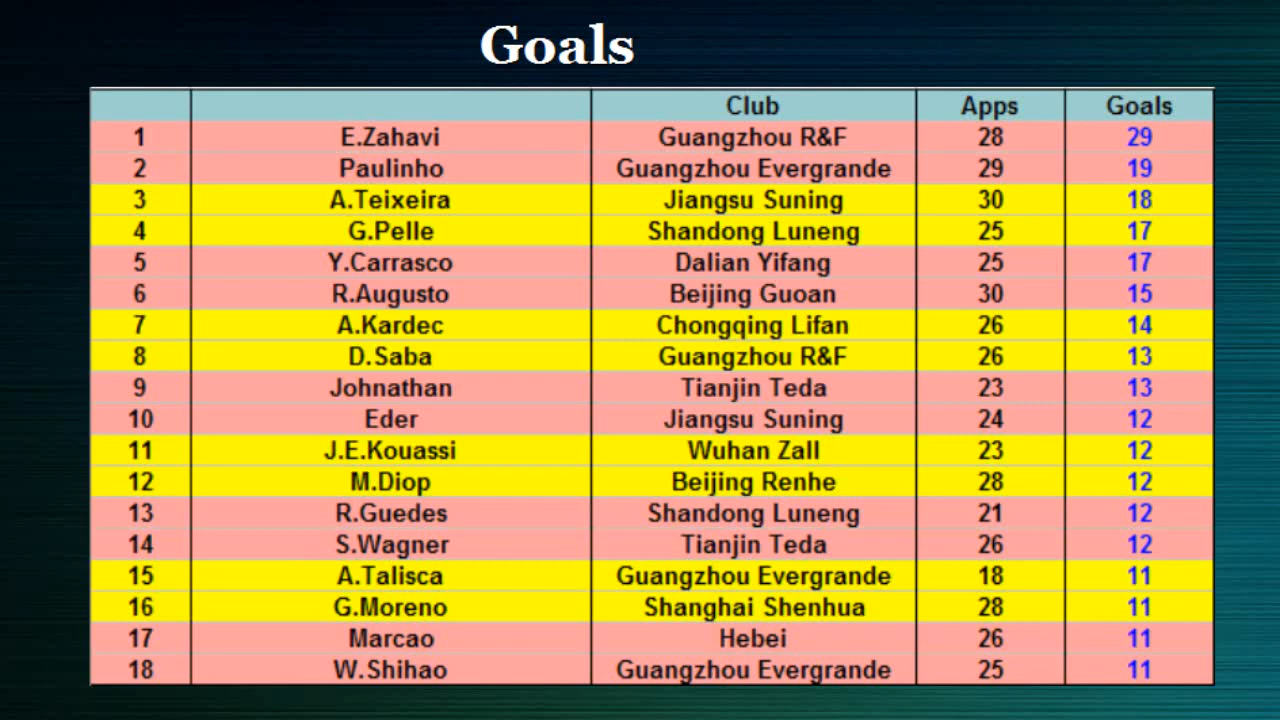 Goals
Club Apps Goals
1 E.Zahavi Guangzhou R&F 28 29
2 Paulinho Guangzhou Evergrande 29 19
3 A.Teixeira Jiangsu Suning 30 18
4 G.Pelle Shandong Luneng 25 17
5 Y.Carrasco Dalian Yifang 25 17
6 R.Augusto Beijing Guoan 30 15
7 A.Kardec Chongqing Lifan 26 14
8 D.Saba Guangzhou R&F 26 13
9 Johnathan Tianjin Teda 23 13
10 Eder Jiangsu Suning 24 12
11 J.E.Kouassi Wuhan Zall 23 12
12 M.Diop Beijing Renhe 28 12
13 R.Guedes Shandong Luneng 21 12
14 S.Wagner Tianjin Teda 26 12
15 A.Talisca Guangzhou Evergrande 18 11
16 G.Moreno Shanghai Shenhua 28 11
17 Marcao Hebei 26 11
18 W.Shihao Guangzhou Evergrande 25 11